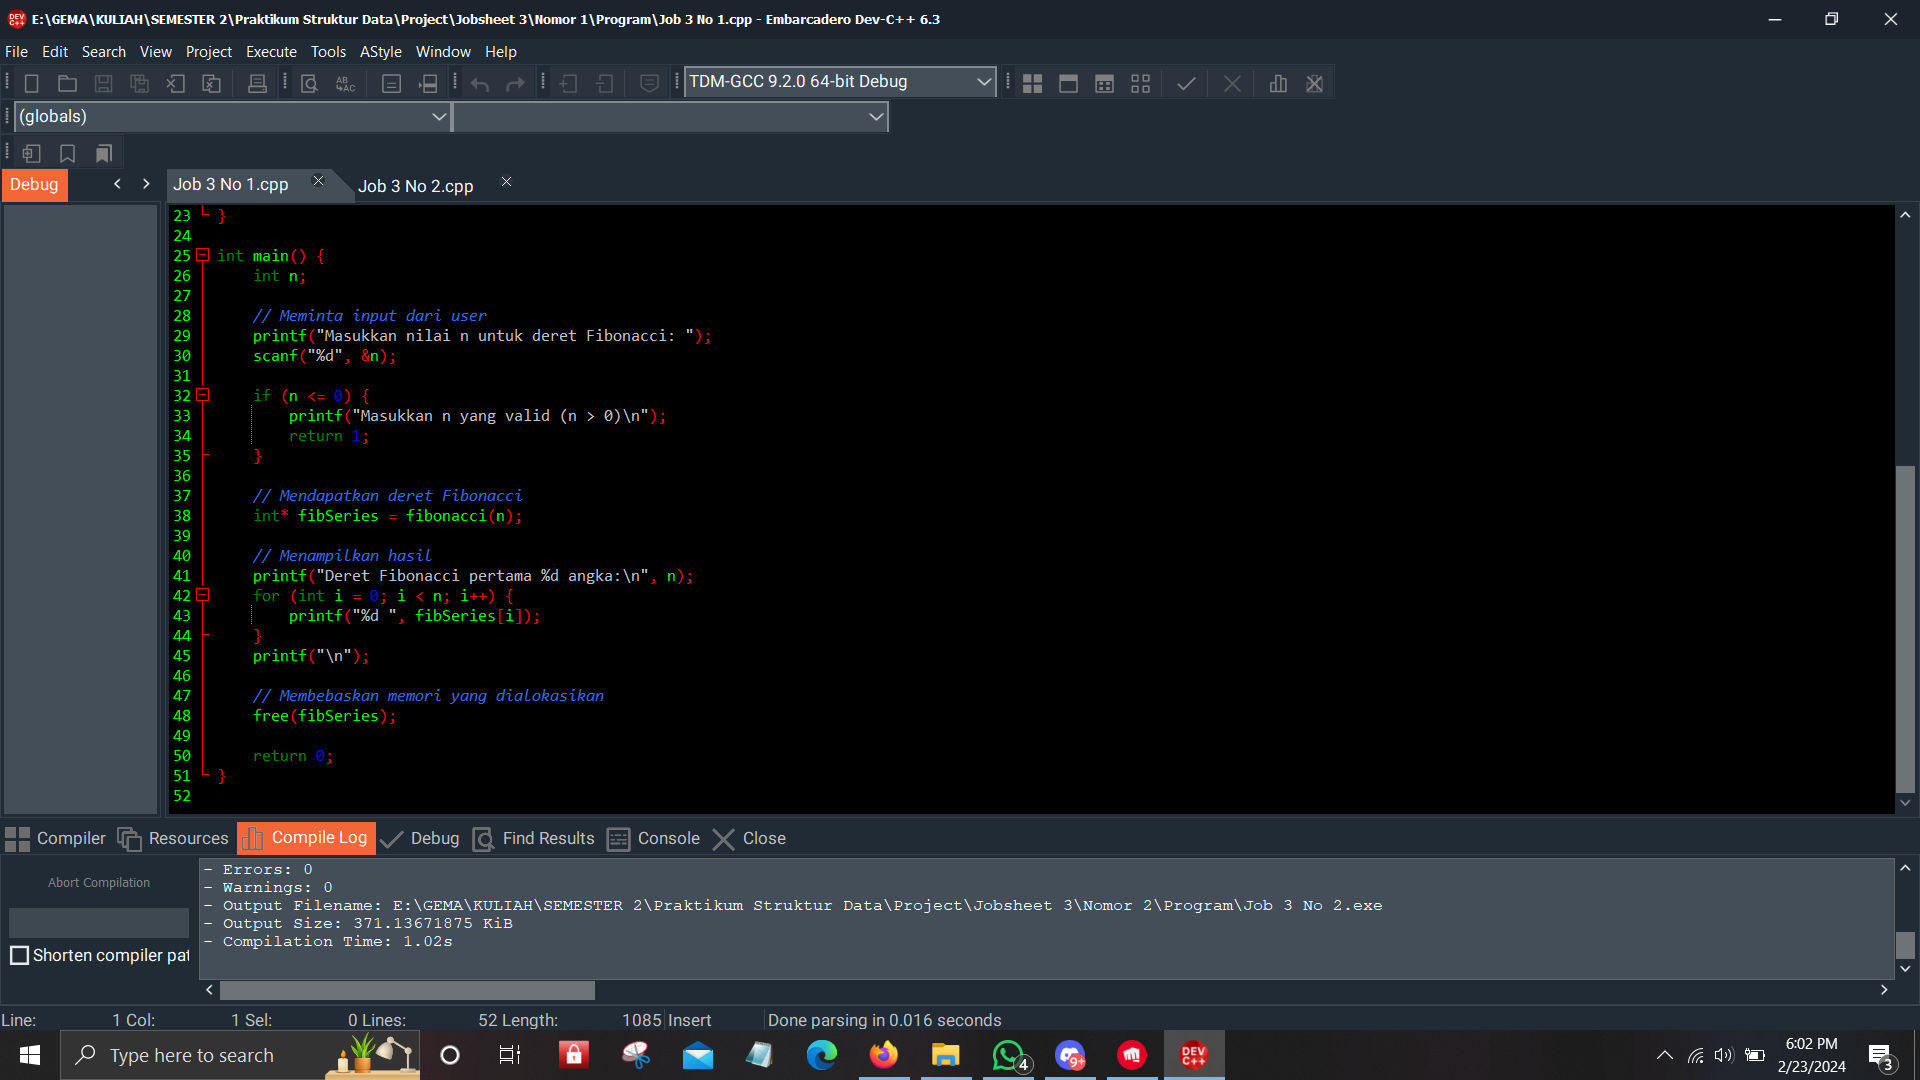 E:\GEMA\KULIAH\SEMESTER 2\Praktikum Struktur Data\Project\Jobsheet 3\Nomor 1\Program\Job 3 No 1.cpp - Embarcadero Dev-C++ 6.3
File Edit Search View Project Execute Tools AStyle Window Help
TDM-GCC 9.2.0 64-bit Debug
(globals)
Debug Job 3 No 1.cpp Job 3 No 2.cpp
23 }
24
25 int main() {
26 int n;
27
28 // Meminta input dari user
29 printf("Masukkan nilai n untuk deret Fibonacci: ");
30 scanf("%d", &n);
31
32 if (n <= 0) {
33 printf("Masukkan n yang valid (n > 0)\n");
34 return 1;
35 }
36
37 // Mendapatkan deret Fibonacci
38 int* fibSeries = fibonacci(n);
39
40 // Menampilkan hasil
41 printf("Deret Fibonacci pertama %d angka:\n", n);
42 for (int i = 0; i < n; i++) {
43 printf("%d ", fibSeries[i]);
44 }
45 printf("\n");
46
47 // Membebaskan memori yang dialokasikan
48 free(fibSeries);
49
50 return 0;
51 }
52
Compiler Resources Compile Log Debug Find Results Console Close
Abort Compilation
Shorten compiler pat
- Errors: 0
- Warnings: 0
- Output Filename: E:\GEMA\KULIAH\SEMESTER 2\Praktikum Struktur Data\Project\Jobsheet 3\Nomor 2\Program\Job 3 No 2.exe
- Output Size: 371.13671875 KiB
- Compilation Time: 1.02s
Line: 1 Col: 1 Sel: 0 Lines: 52 Length: 1085 Insert Done parsing in 0.016 seconds
Type here to search
4
9+
DEV C++
6:02 PM
2/23/2024
3